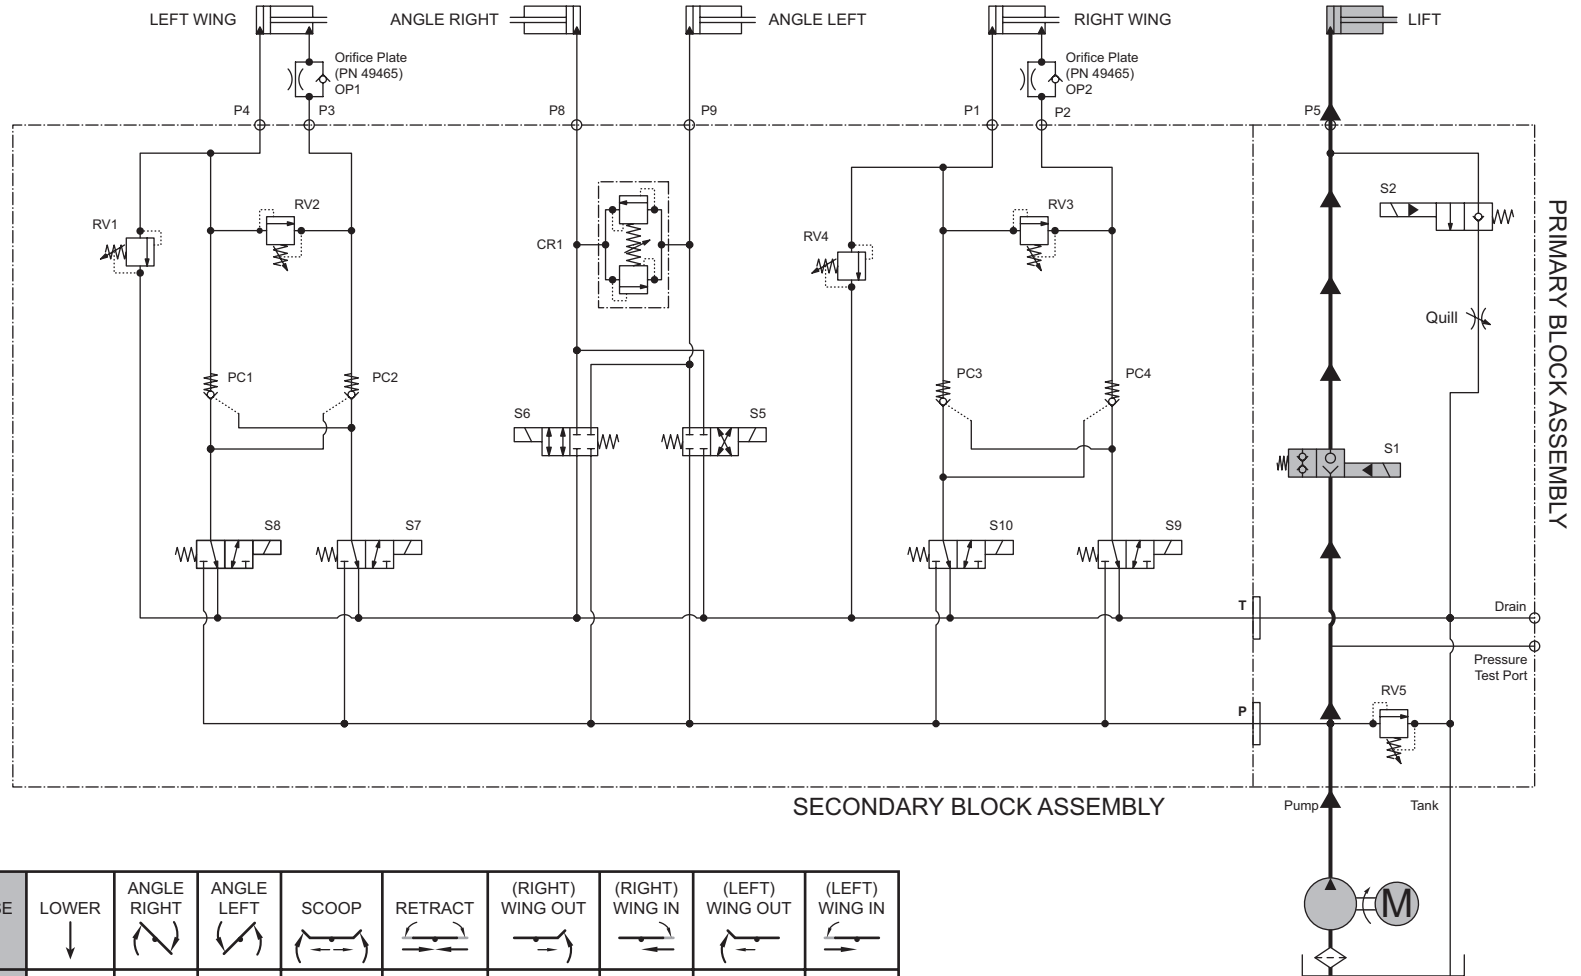 LEFT WING
ANGLE RIGHT
ANGLE LEFT
RIGHT WING
LIFT
Orifice Plate
(PN 49465)
OP1
Orifice Plate
(PN 49465)
OP2
P4
P3
P8
P9
P1
P2
P5
RV1
RV2
CR1
RV4
RV3
S2
Quill
PRIMARY BLOCK ASSEMBLY
PC1
PC2
PC3
PC4
S6
S5
S1
S8
S7
S10
S9
T
Drain
Pressure
Test Port
P
RV5
SECONDARY BLOCK ASSEMBLY
Pump
Tank
M
LOWER
ANGLE
RIGHT
ANGLE
LEFT
SCOOP
RETRACT
(RIGHT)
WING OUT
(RIGHT)
WING IN
(LEFT)
WING OUT
(LEFT)
WING IN